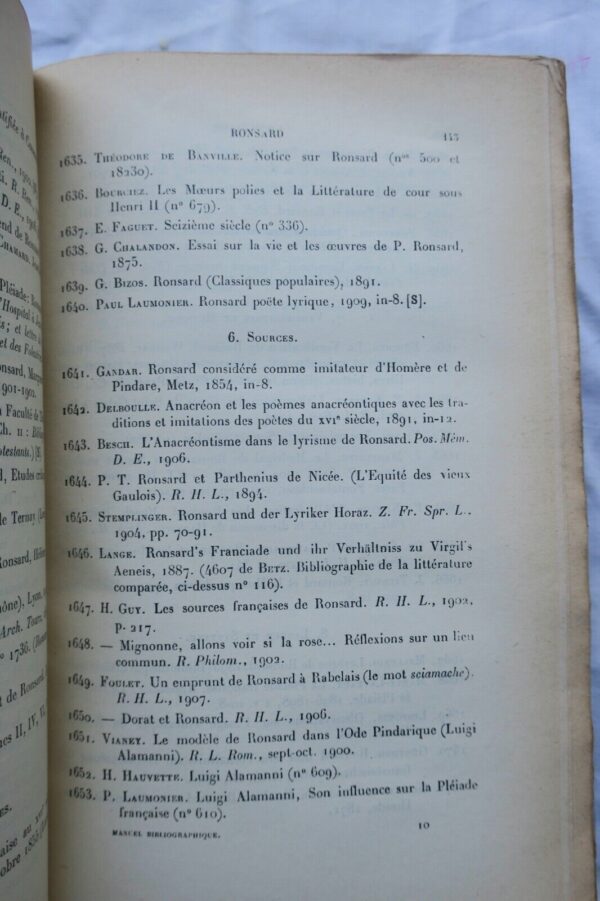 RONSARD 145
1635. THÉODORE DE BANVILLE. Notice sur Ronsard (nos 500 et
18230).
1636. BOURCIEZ. Les Mœurs polies et la Littérature de cour sous
Henri II (n° 679).
1637. E. FAGUET. Seizième siècle (n° 336).
1638. G. CHALANDON. Essai sur la vie et les œuvres de P. Ronsard,
1875.
1639. G. BIZOS. Ronsard (Classiques populaires), 1891.
1640. PAUL LAUMONIER. Ronsard poëte lyrique, 1909, in-8. [S].
6. SOURCES.
1641. GANDAR. Ronsard considéré comme imitateur d'Homère et de
Pindare, Metz, 1854, in-8.
1642. DELBOULLE. Anacréon et les poèmes anacréontiques avec les tra-
ditions et imitations des poètes du XVIe siècle, 1891, in-12.
1643. BESCH. L'Anacréontisme dans le lyrisme de Ronsard. Pos. Mém.
D. E., 1906.
1644. P. T. Ronsard et Parthenius de Nicée. (L'Equité des vieux
Gaulois). R. H. L., 1894.
1645. STEMPLINGER. Ronsard und der Lyriker Horaz. Z. Fr. Spr. L.,
1904, pp. 70-91.
1646. LANGE. Ronsard's Franciade und ihr Verhältniss zu Virgil's
Aeneis, 1887. (4607 de BETZ. Bibliographie de la littérature
comparée, ci-dessus n° 116).
1647. H. GUY. Les sources françaises de Ronsard. R. H. L., 1902,
p. 217.
1648. — Mignonne, allons voir si la rose... Réflexions sur un lieu
commun. R. Philom., 1902.
1649. FOULET. Un emprunt de Ronsard à Rabelais (le mot sciamache).
R. H. L., 1907.
1650. — Dorat et Ronsard. R. H. L., 1906.
1651. VIANEY. Le modèle de Ronsard dans l'Ode Pindarique (Luigi
Alamanni). R. L. Rom., sept-oct. 1900.
1652. H. HAUVETTE. Luigi Alamanni (n° 609).
1653. P. LAUMONIER. Luigi Alamanni, Son influence sur la Pléiade
française (n° 610).
MANUEL BIBLIOGRAPHIQUE. 10